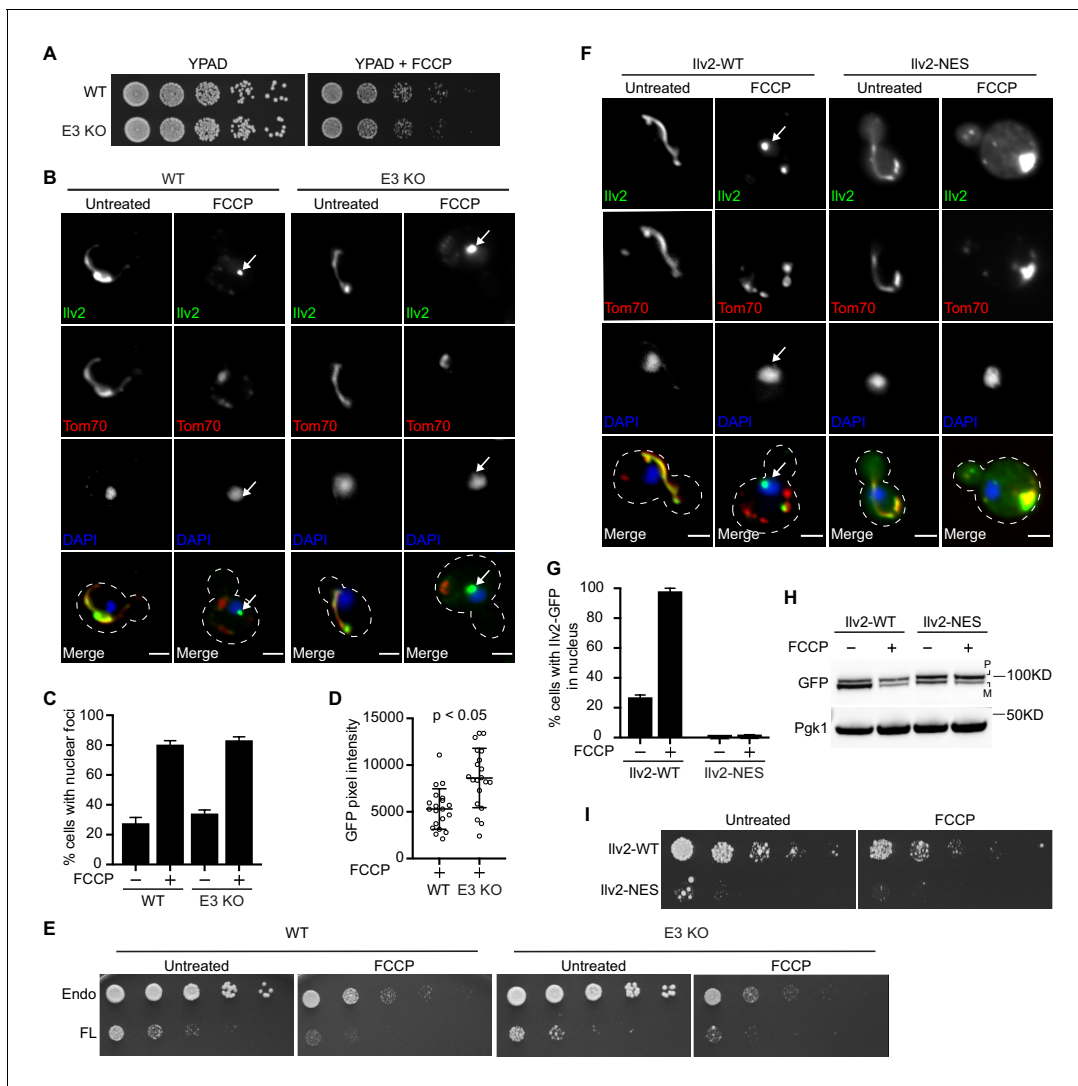 A
YPAD YPAD + FCCP
WT
E3 KO
B
WT E3 KO
Untreated FCCP Untreated FCCP
Ilv2 Ilv2 Ilv2 Ilv2
Tom70 Tom70 Tom70 Tom70
DAPI DAPI DAPI DAPI
Merge Merge Merge Merge
C
% cells with nuclear foci
100
80
60
40
20
0
FCCP − + − +
WT E3 KO
D
p < 0.05
GFP pixel intensity
15000
10000
5000
0
FCCP + +
WT E3 KO
E
WT E3 KO
Untreated FCCP Untreated FCCP
Endo
FL
F
Ilv2-WT Ilv2-NES
Untreated FCCP Untreated FCCP
Ilv2 Ilv2 Ilv2 Ilv2
Tom70 Tom70 Tom70 Tom70
DAPI DAPI DAPI DAPI
Merge Merge Merge Merge
G
% cells with Ilv2-GFP
in nucleus
100
80
60
40
20
0
FCCP − + − +
Ilv2-WT Ilv2-NES
H
Ilv2-WT Ilv2-NES
FCCP − + − +
GFP P 100KD
M
50KD
Pgk1
I
Untreated FCCP
Ilv2-WT
Ilv2-NES